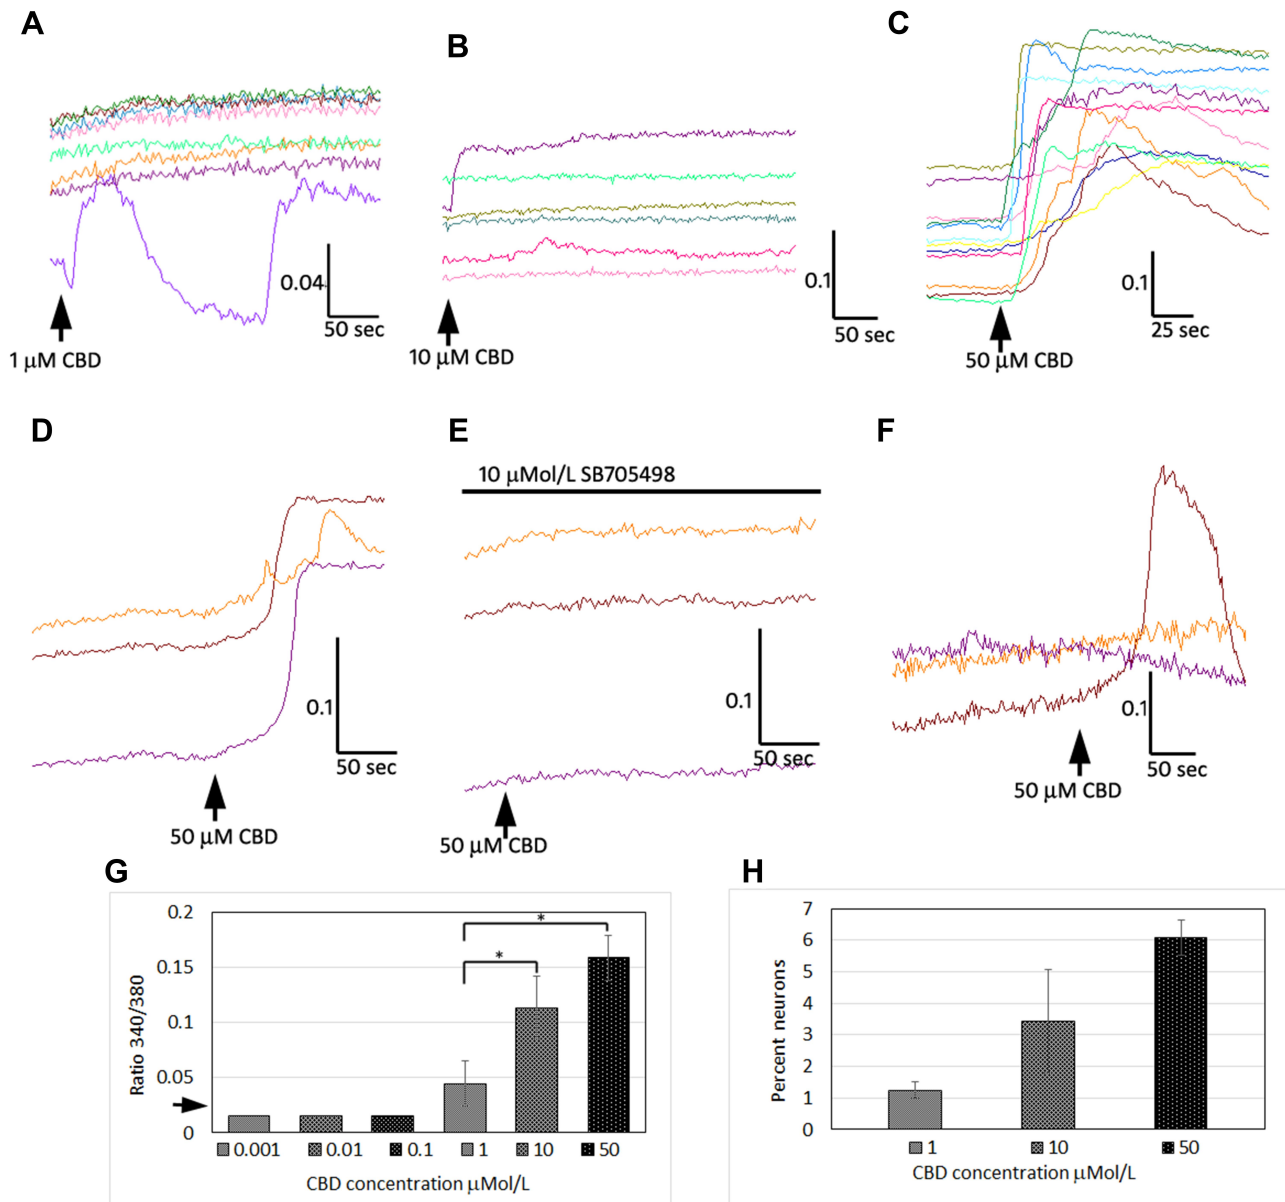 A
B
C
0.04
50 sec
1 μM CBD
0.1
50 sec
10 μM CBD
0.1
25 sec
50 μM CBD
D
E
F
10 μMol/L SB705498
0.1
50 sec
50 μM CBD
0.1
50 sec
50 μM CBD
0.1
50 sec
50 μM CBD
G
H
0.2
0.15
0.1
0.05
0
Ratio 340/380
*
*
0.001 0.01 0.1 1 10 50
CBD concentration μMol/L
7
6
5
4
3
2
1
0
Percent neurons
1 10 50
CBD concentration μMol/L